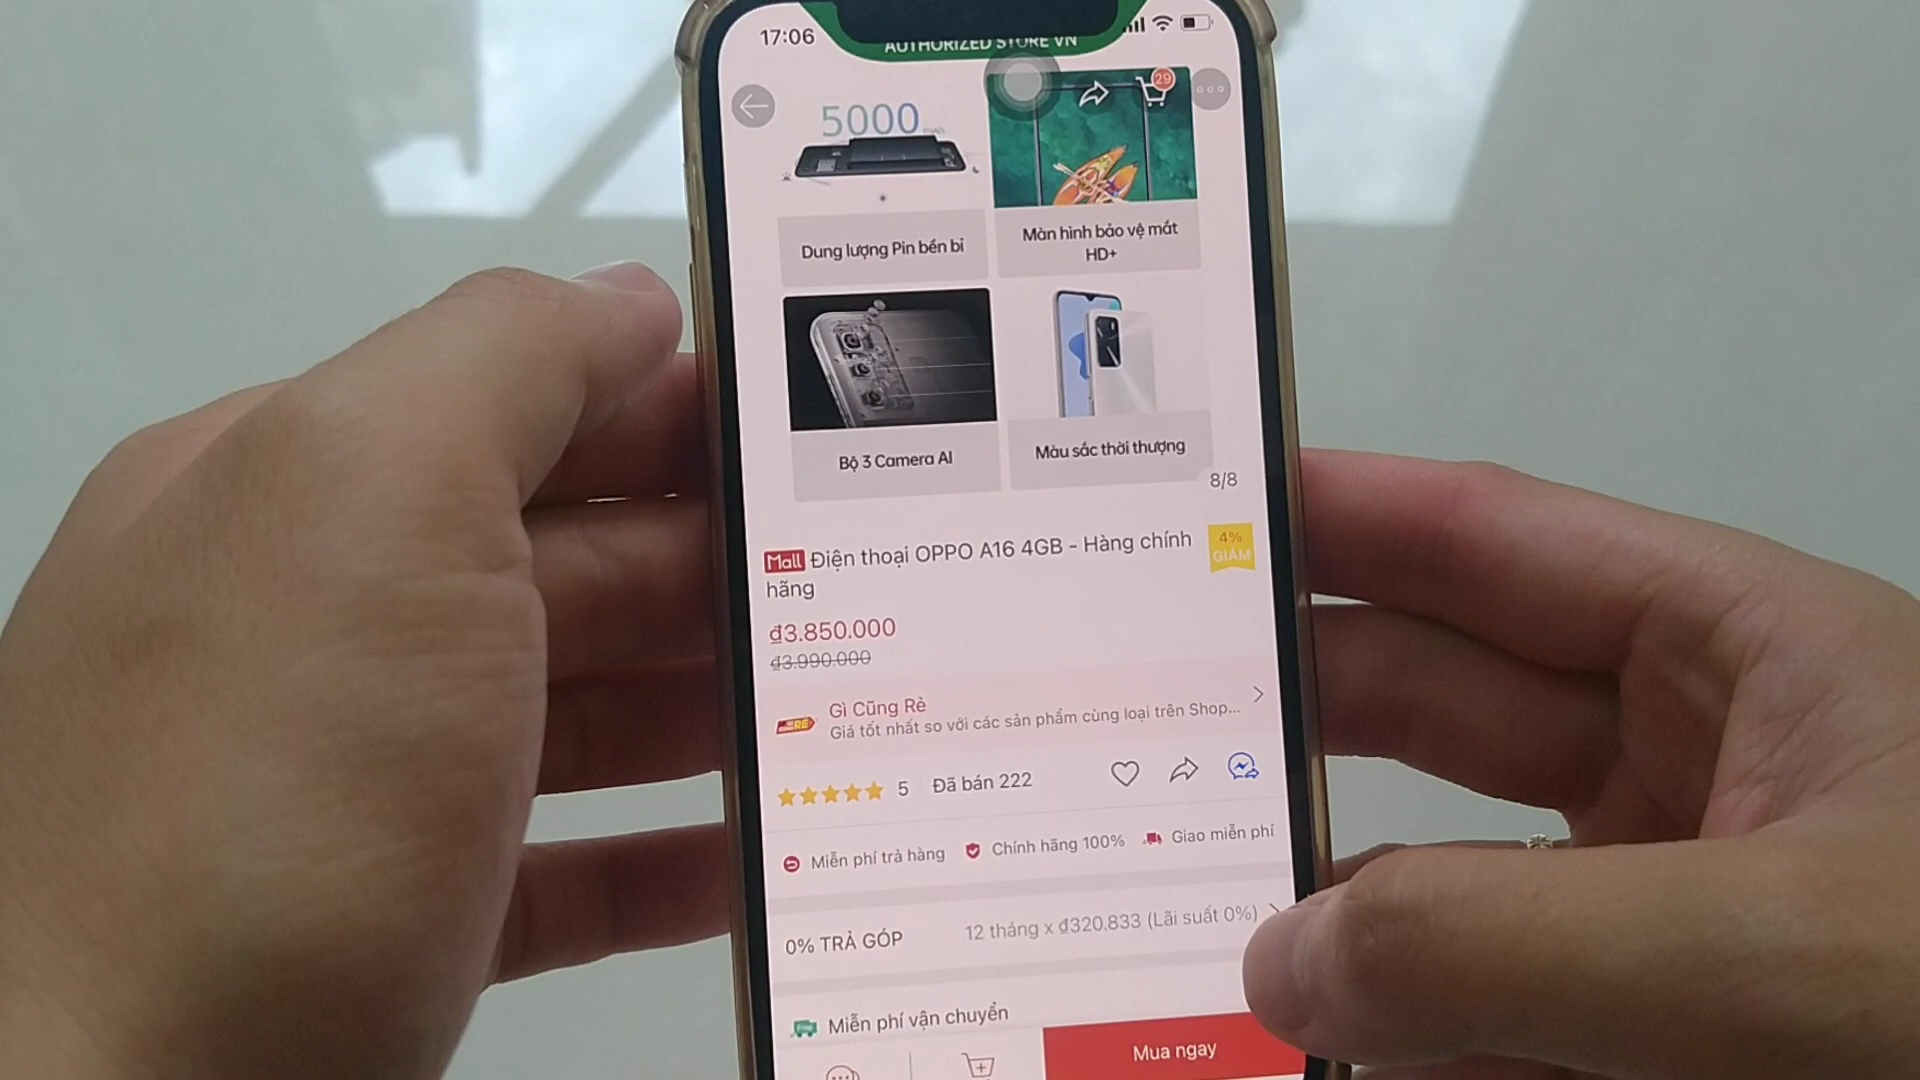 17:06
AUTHORIZED STORE VN
29
5000 mAh
Dung lượng Pin bền bỉ
Màn hình bảo vệ mắt
HD+
Bộ 3 Camera AI
Màu sắc thời thượng
8/8
Mall Điện thoại OPPO A16 4GB - Hàng chính
hãng
4%
GIẢM
₫3.850.000
₫3.990.000
Gì Cũng Rẻ
Giá tốt nhất so với các sản phẩm cùng loại trên Shop...
5 Đã bán 222
Miễn phí trả hàng Chính hãng 100% Giao miễn phí
0% TRẢ GÓP 12 tháng x ₫320.833 (Lãi suất 0%)
Miễn phí vận chuyển
Mua ngay